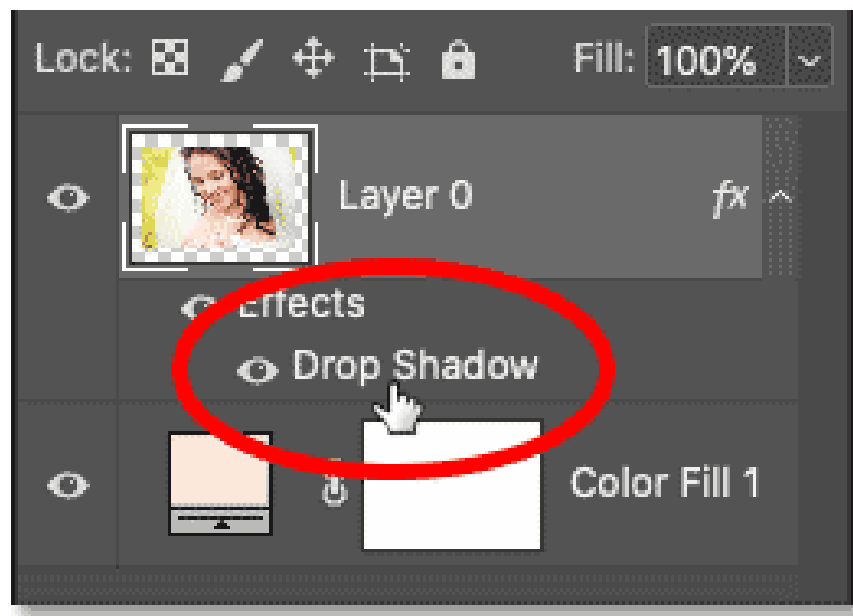 Lock: Fill: 100%
Layer 0 fx
Effects
Drop Shadow
Color Fill 1